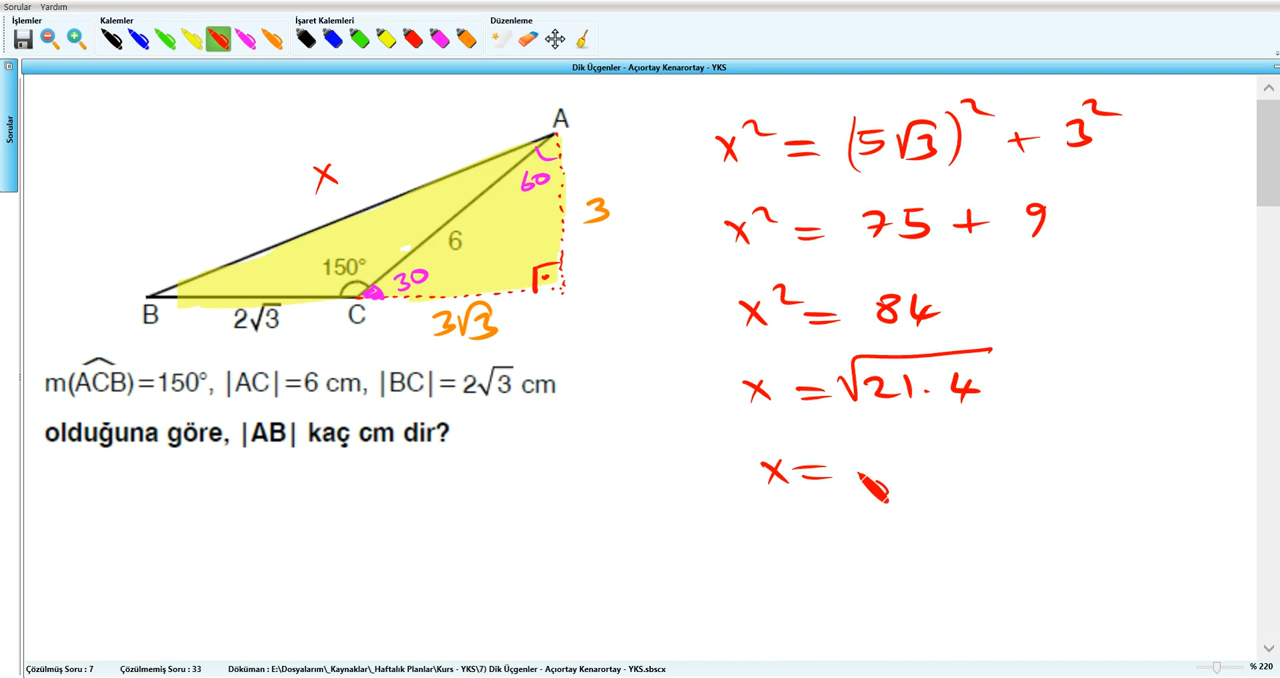 Sorular Yardım
İşlemler Kalemler İşaret Kalemleri Düzenleme
Dik Üçgenler - Açıortay Kenarortay - YKS
Sorular
A
60
x
3
6
150°
30
B
2√3
C
3√3
m(ACB)=150°, |AC|=6 cm, |BC|= 2√3 cm
olduğuna göre, |AB| kaç cm dir?
x² = (5√3)² + 3²
x² = 75 + 9
x² = 84
x = √21.4
x =
Çözülmüş Soru : 7 Çözülmemiş Soru : 33 Döküman : E:\Dosyalarım\_Kaynaklar\_Haftalık Planlar\Kurs - YKS\7) Dik Üçgenler - Açıortay Kenarortay - YKS.sbscx % 220